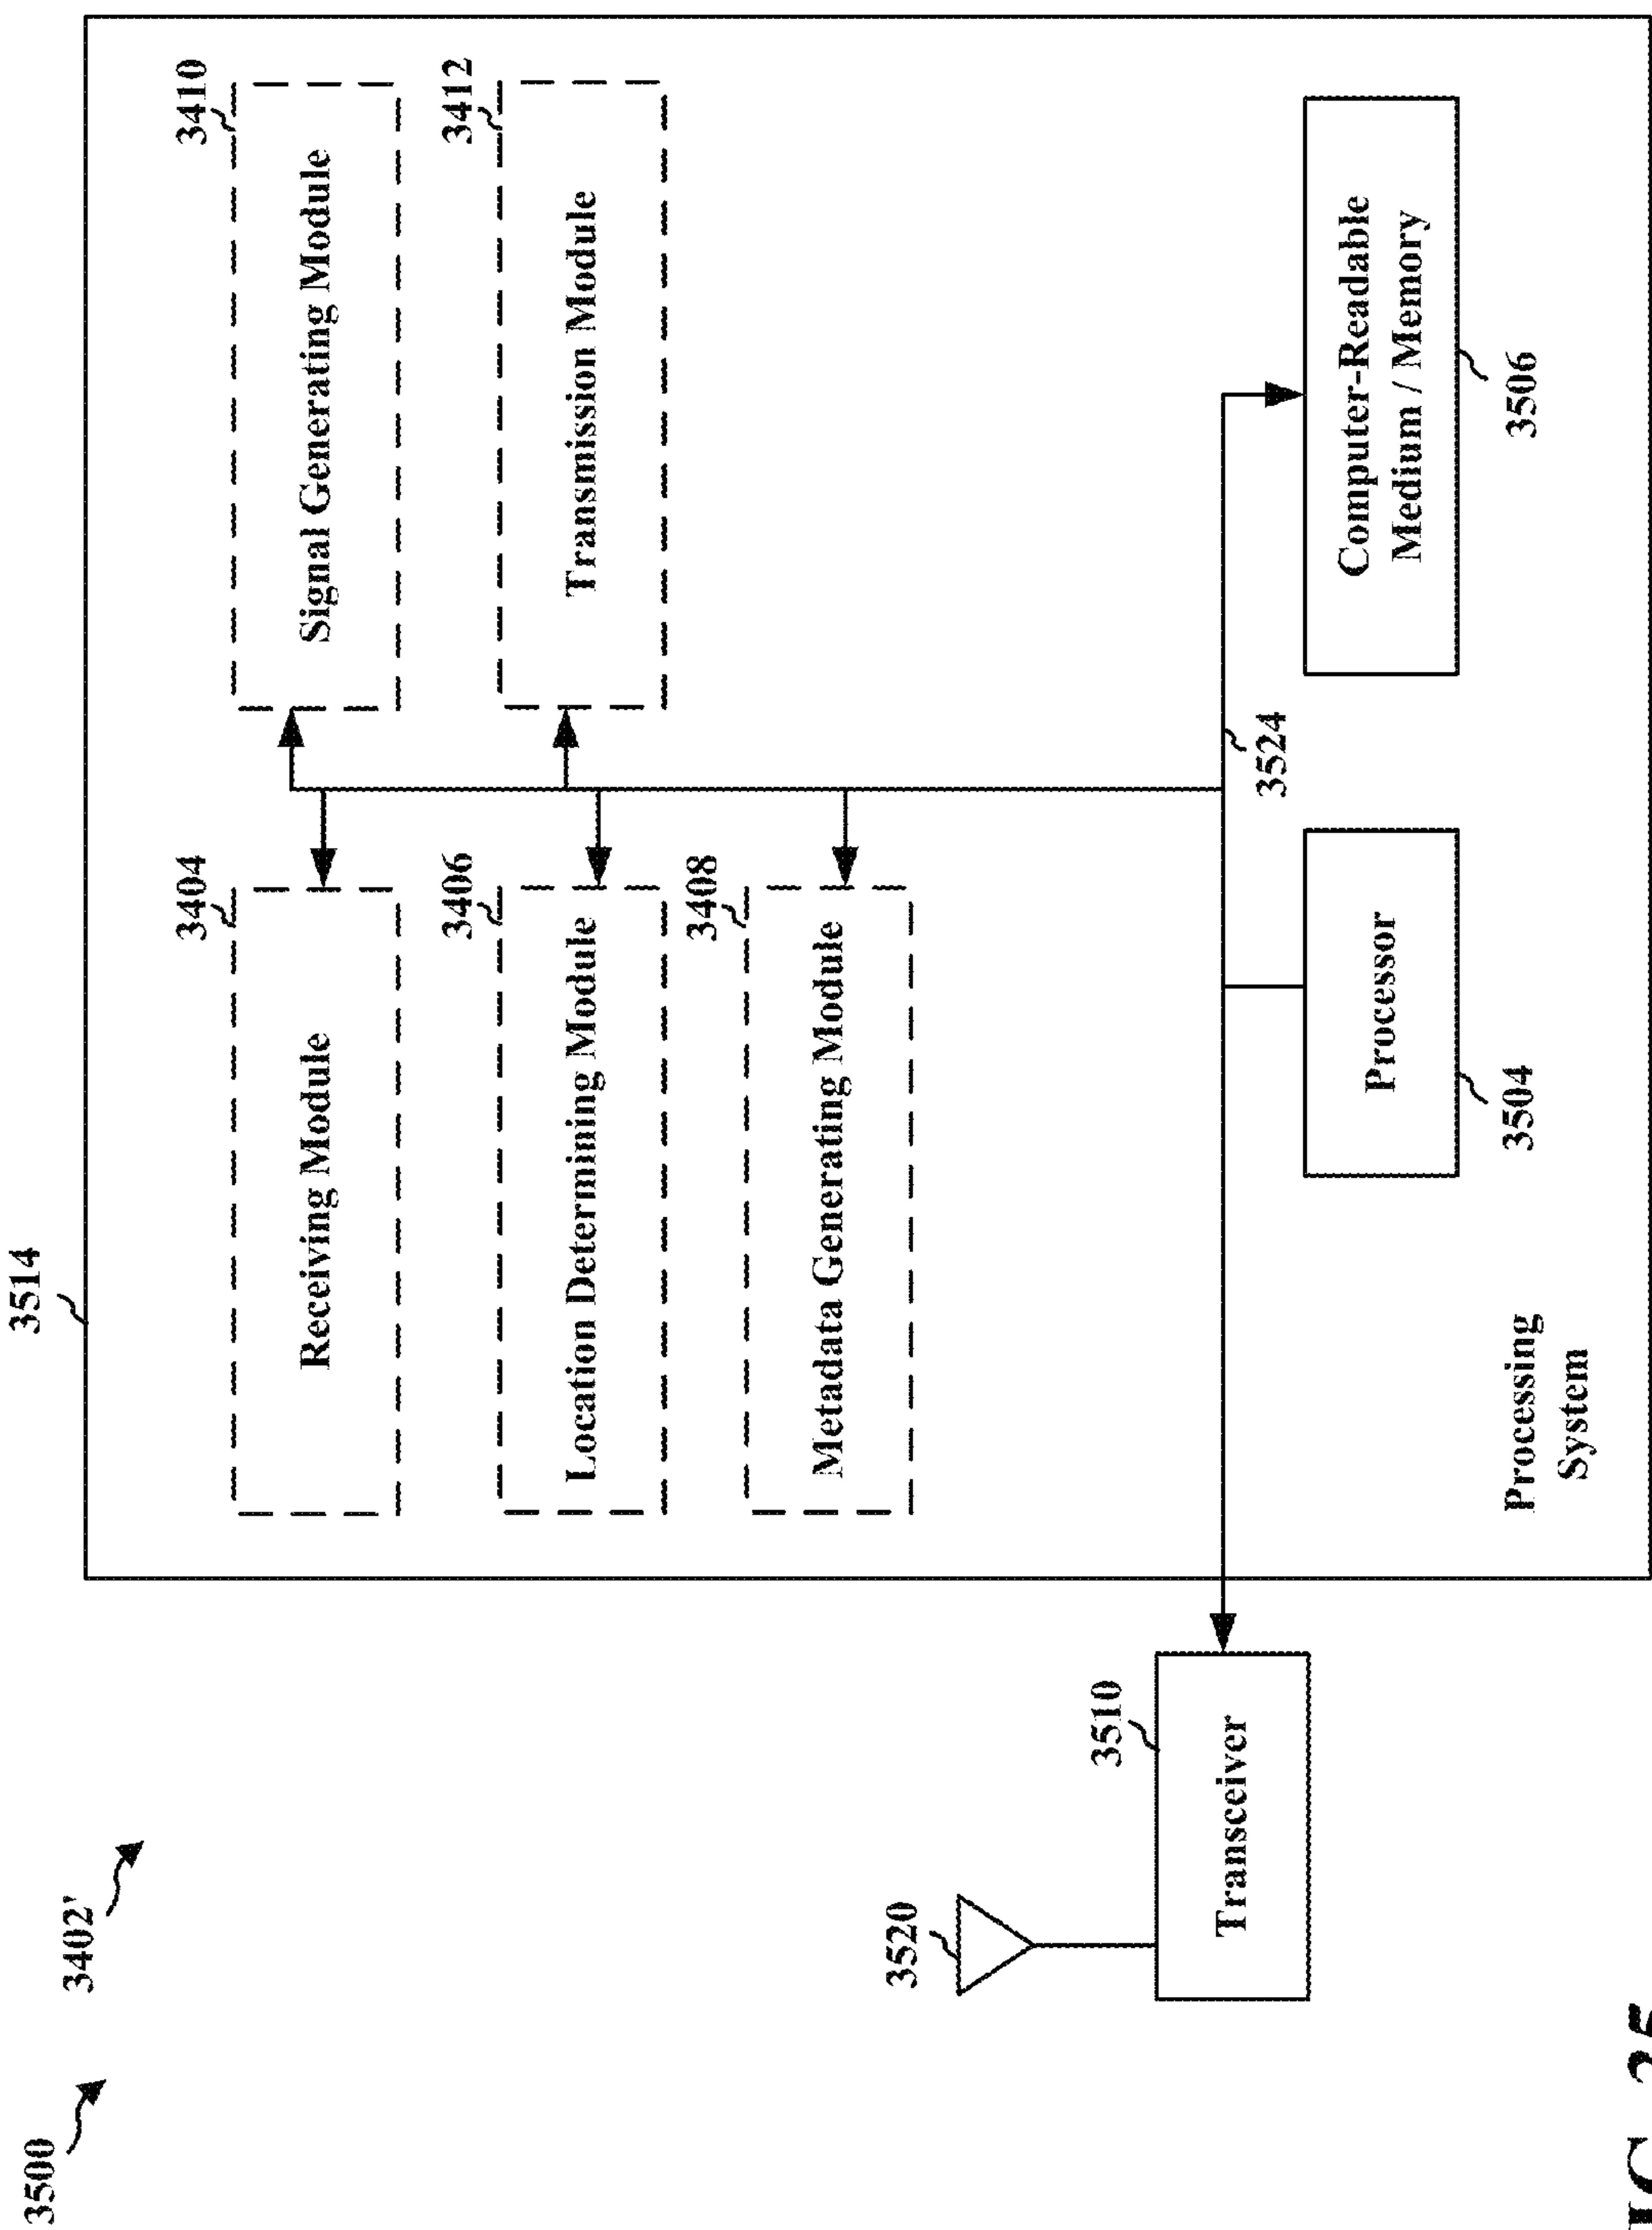 3500
3402'
3514
3404
Receiving Module
3410
Signal Generating Module
3406
Location Determining Module
3412
Transmission Module
3408
Metadata Generating Module
3520
3510
Transceiver
3524
Processor
3504
Computer-Readable
Medium / Memory
3506
Processing
System